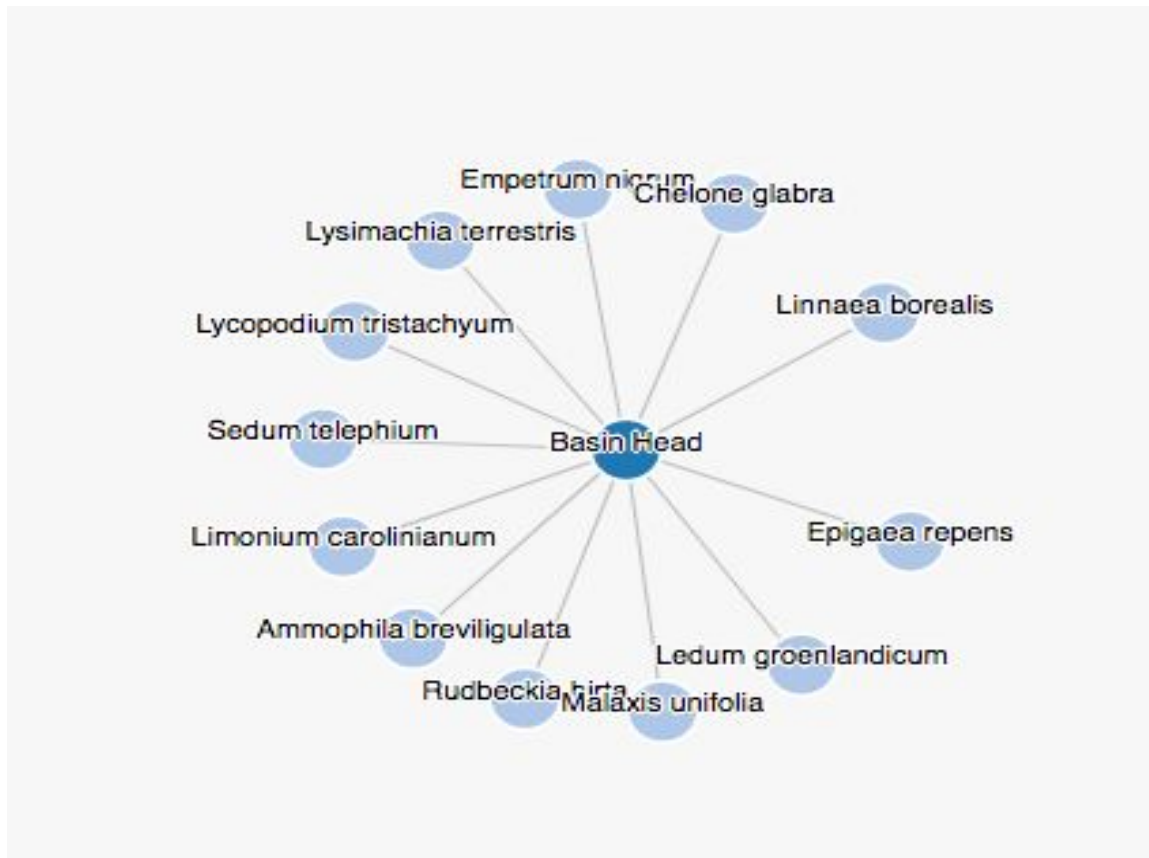 Empetrum nigrum
Chelone glabra
Lysimachia terrestris
Linnaea borealis
Lycopodium tristachyum
Sedum telephium
Basin Head
Limonium carolinianum
Epigaea repens
Ammophila breviligulata
Ledum groenlandicum
Rudbeckia hirta
Malaxis unifolia